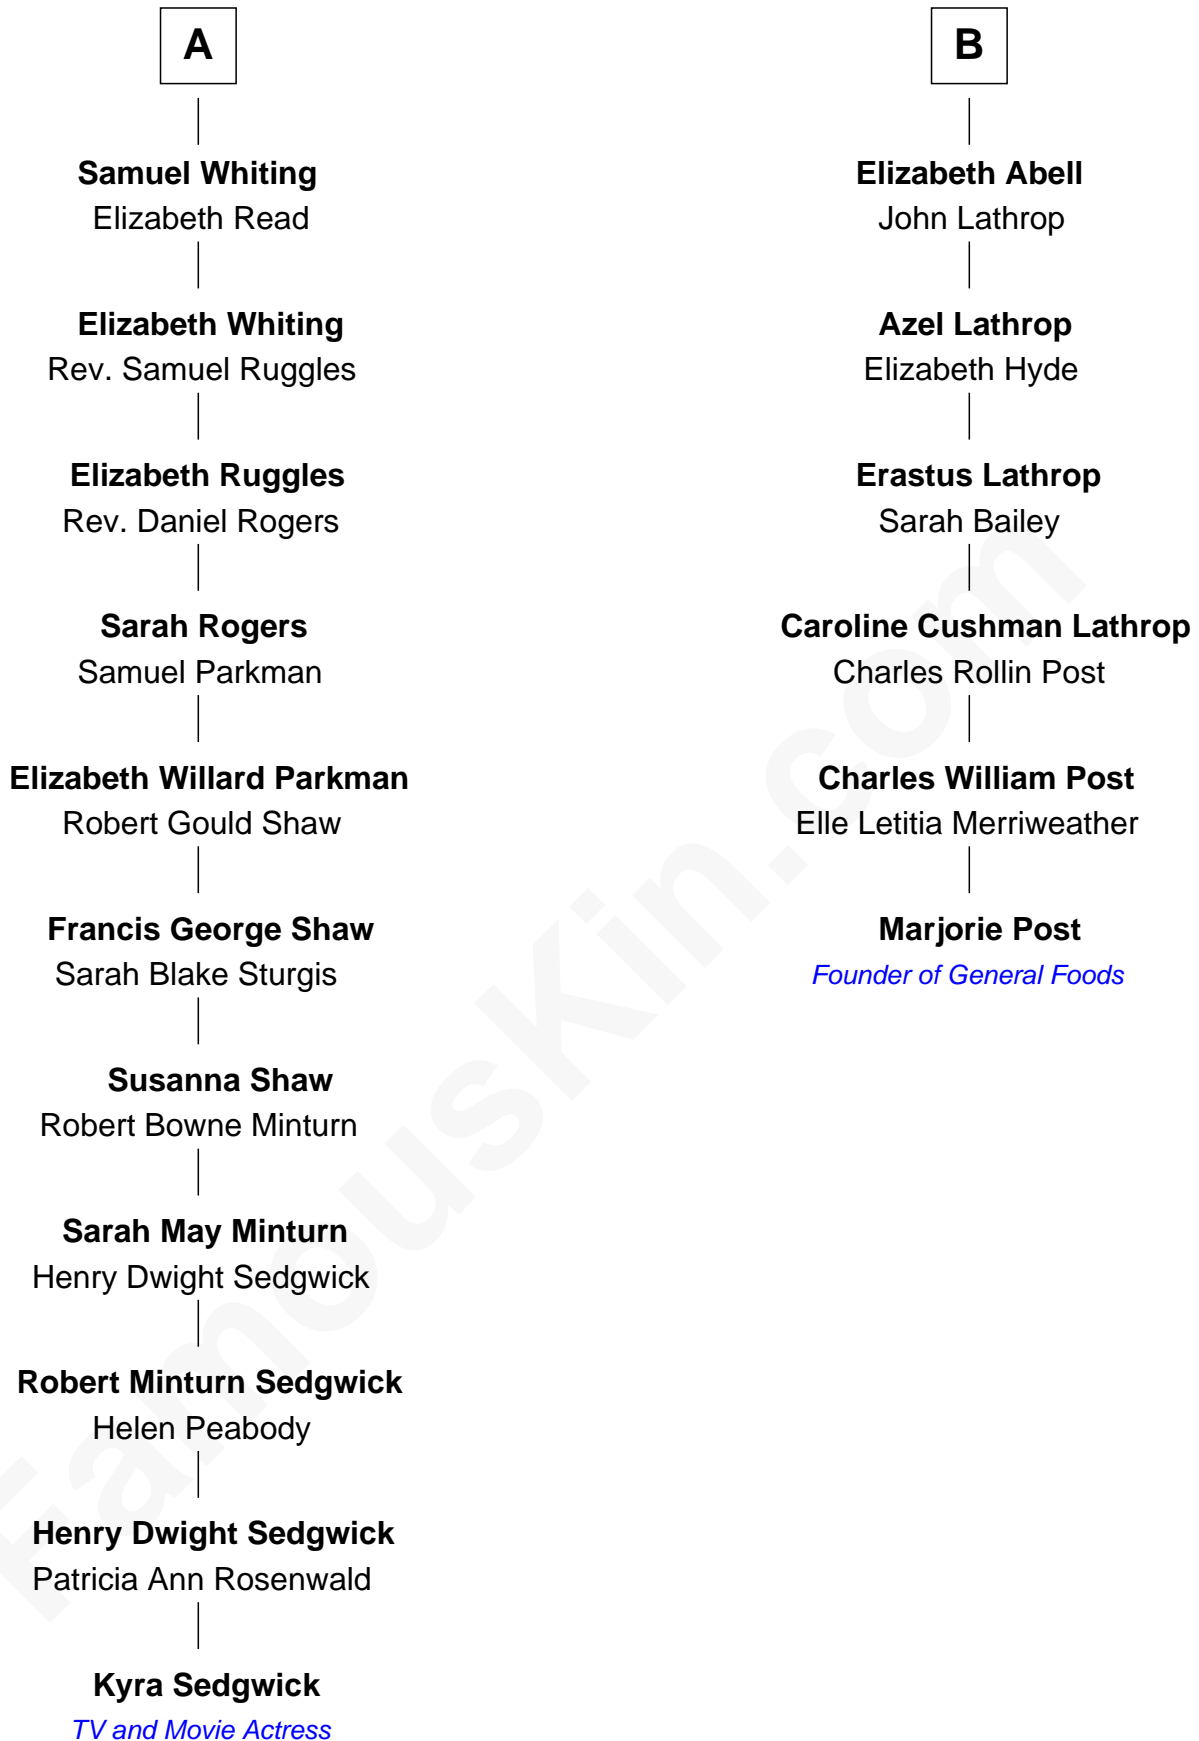 A
Samuel Whiting
Elizabeth Read
Elizabeth Whiting
Rev. Samuel Ruggles
Elizabeth Ruggles
Rev. Daniel Rogers
Sarah Rogers
Samuel Parkman
Elizabeth Willard Parkman
Robert Gould Shaw
Francis George Shaw
Sarah Blake Sturgis
Susanna Shaw
Robert Bowne Minturn
Sarah May Minturn
Henry Dwight Sedgwick
Robert Minturn Sedgwick
Helen Peabody
Henry Dwight Sedgwick
Patricia Ann Rosenwald
Kyra Sedgwick
TV and Movie Actress
B
Elizabeth Abell
John Lathrop
Azel Lathrop
Elizabeth Hyde
Erastus Lathrop
Sarah Bailey
Caroline Cushman Lathrop
Charles Rollin Post
Charles William Post
Elle Letitia Merriweather
Marjorie Post
Founder of General Foods
FamousKin.com